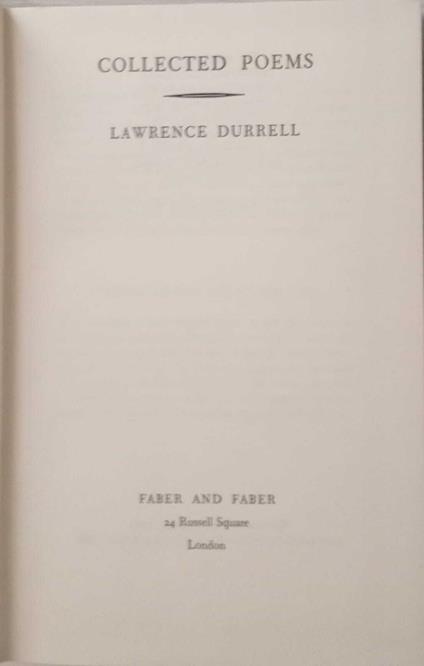 COLLECTED POEMS
LAWRENCE DURRELL
FABER AND FABER
24 Russell Square
London